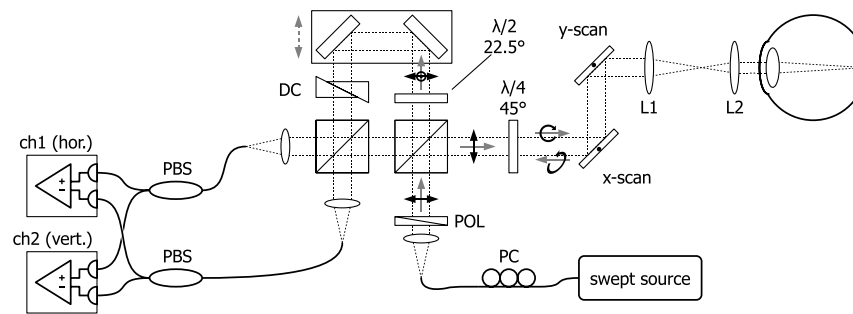 λ/2
22.5°
y-scan
DC
λ/4
45°
L1
L2
ch1 (hor.)
PBS
x-scan
+
−
ch2 (vert.)
POL
PBS
PC
swept source
+
−